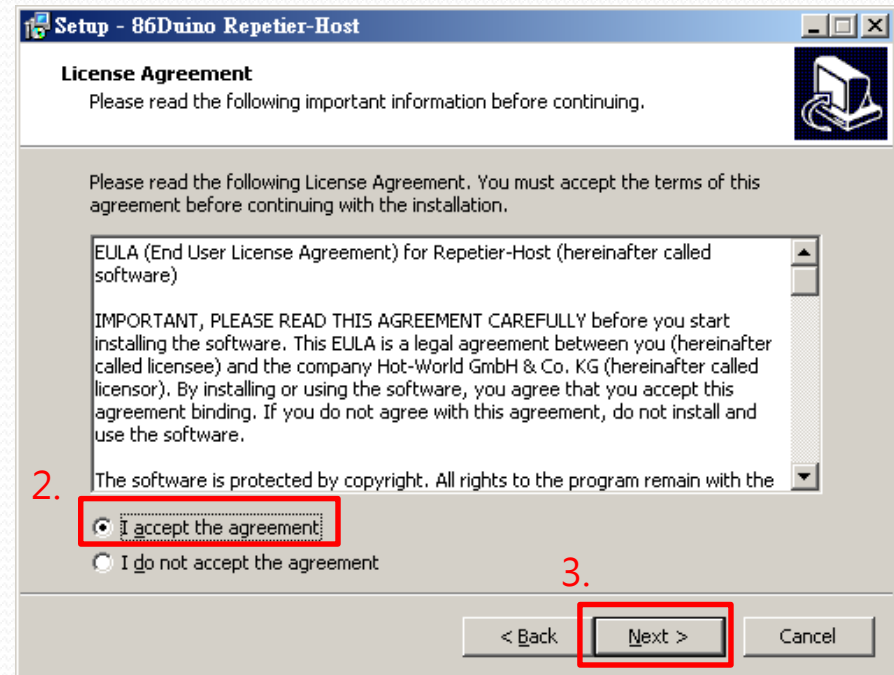 Setup - 86Duino Repetier-Host
License Agreement
Please read the following important information before continuing.
Please read the following License Agreement. You must accept the terms of this
agreement before continuing with the installation.
EULA (End User License Agreement) for Repetier-Host (hereinafter called
software)
IMPORTANT, PLEASE READ THIS AGREEMENT CAREFULLY before you start
installing the software. This EULA is a legal agreement between you (hereinafter
called licensee) and the company Hot-World GmbH & Co. KG (hereinafter called
licensor). By installing or using the software, you agree that you accept this
agreement binding. If you do not agree with this agreement, do not install and
use the software.
The software is protected by copyright. All rights to the program remain with the
2.
I accept the agreement
I do not accept the agreement
3.
< Back Next > Cancel